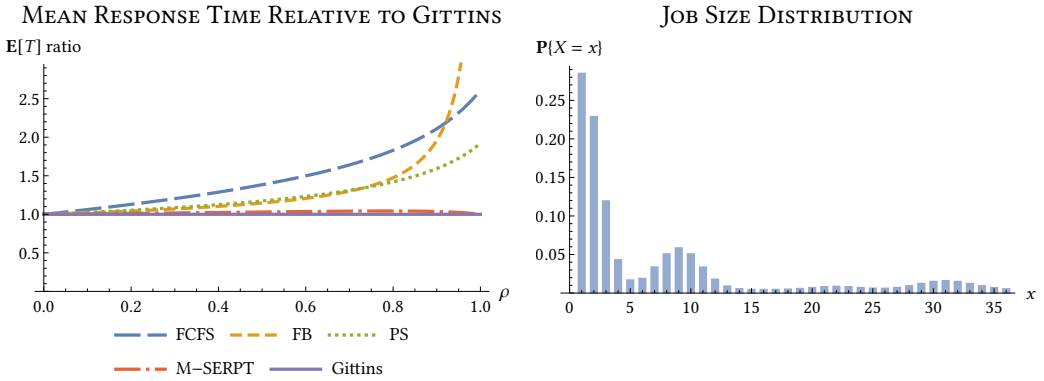 MEAN RESPONSE TIME RELATIVE TO GITTINS
E[T] ratio
2.5
2.0
1.5
1.0
0.5
0.0 0.2 0.4 0.6 0.8 1.0 ρ
FCFS FB PS
M−SERPT Gittins
JOB SIZE DISTRIBUTION
P{X = x}
0.25
0.20
0.15
0.10
0.05
0 5 10 15 20 25 30 35 x